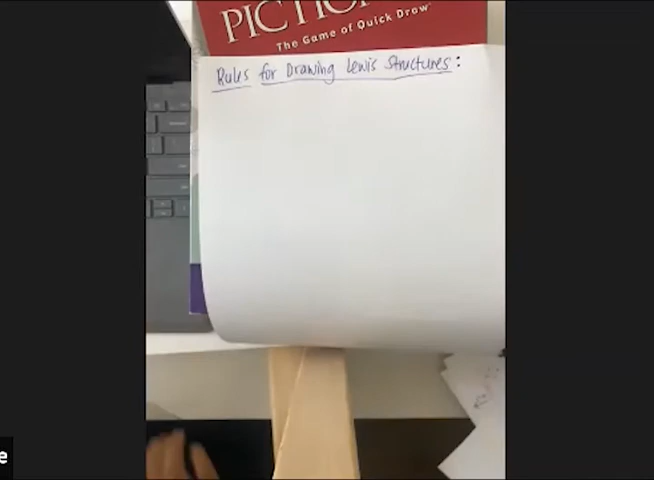 PICTIO
The Game of Quick Draw
Rules for Drawing Lewis Structures:
e